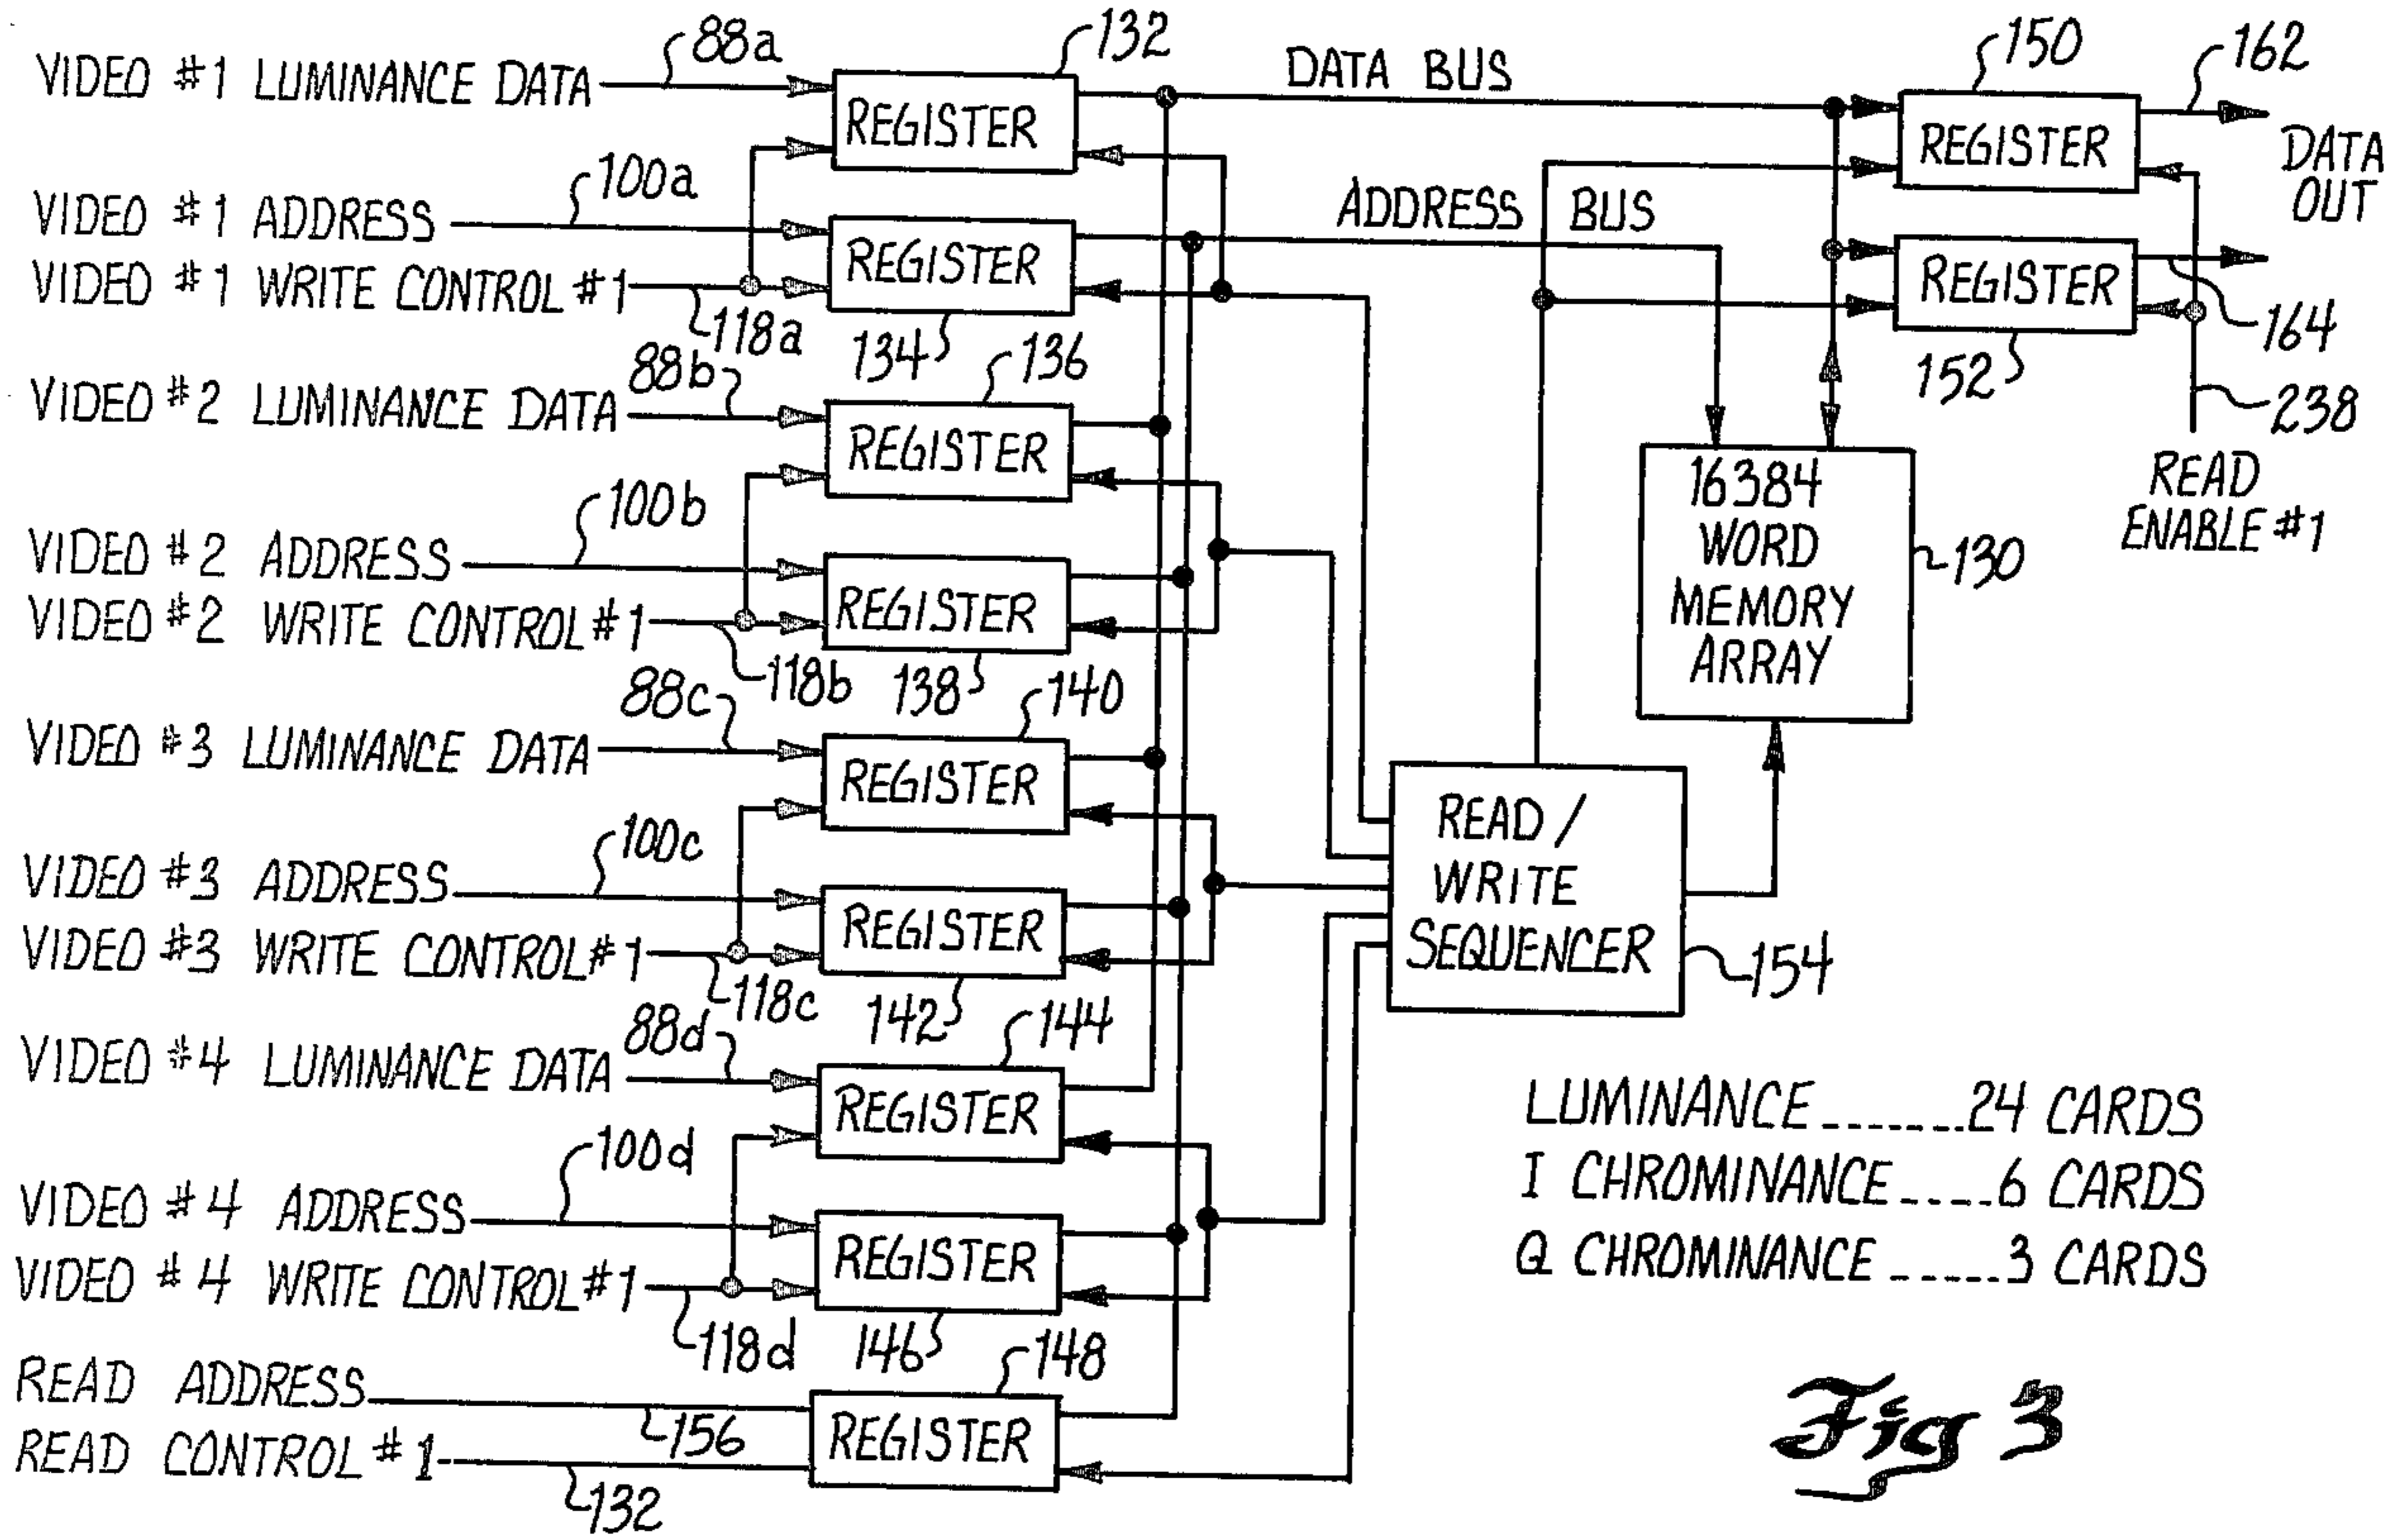 VIDEO #1 LUMINANCE DATA
88a
132
REGISTER
DATA BUS
150
REGISTER
162
DATA
OUT
VIDEO #1 ADDRESS
100a
VIDEO #1 WRITE CONTROL #1
118a
REGISTER
134
ADDRESS BUS
REGISTER
152
164
238
READ
ENABLE #1
VIDEO #2 LUMINANCE DATA
88b
136
REGISTER
16384
WORD
MEMORY
ARRAY
130
VIDEO #2 ADDRESS
100b
VIDEO #2 WRITE CONTROL #1
118b
REGISTER
138
VIDEO #3 LUMINANCE DATA
88c
140
REGISTER
READ /
WRITE
SEQUENCER
154
VIDEO #3 ADDRESS
100c
VIDEO #3 WRITE CONTROL #1
118c
REGISTER
142
VIDEO #4 LUMINANCE DATA
88d
144
REGISTER
LUMINANCE.......24 CARDS
I CHROMINANCE....6 CARDS
Q CHROMINANCE.....3 CARDS
VIDEO #4 ADDRESS
100d
VIDEO #4 WRITE CONTROL #1
118d
REGISTER
146
READ ADDRESS
156
148
REGISTER
READ CONTROL #1
132
Fig 3